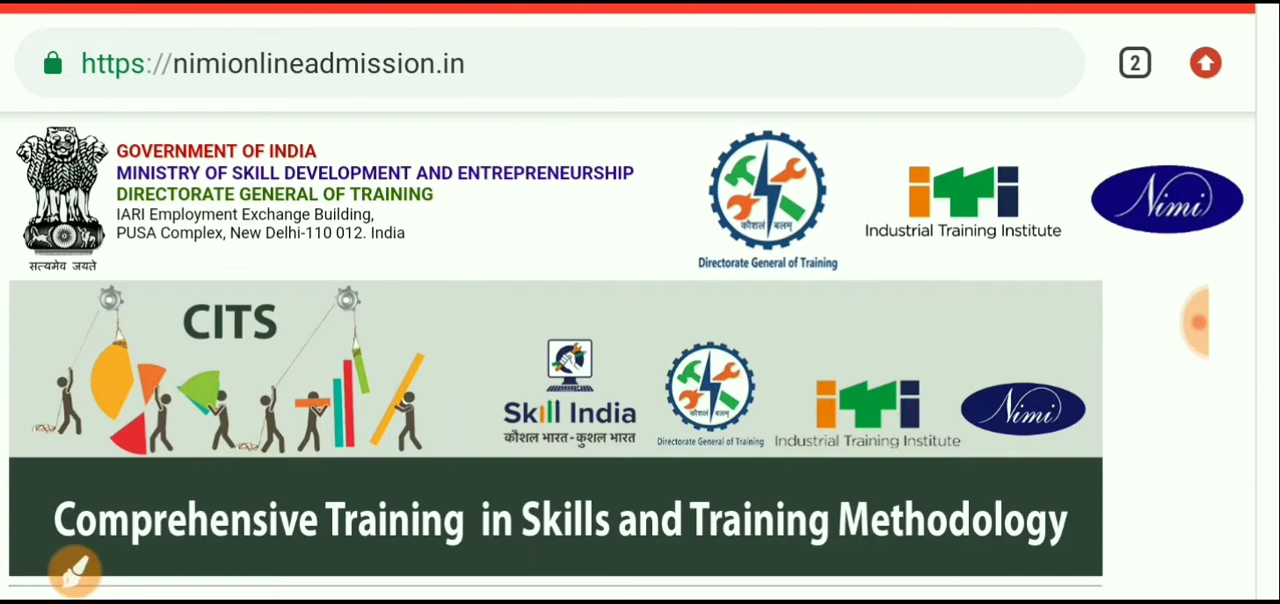 https://nimionlineadmission.in
2
GOVERNMENT OF INDIA
MINISTRY OF SKILL DEVELOPMENT AND ENTREPRENEURSHIP
DIRECTORATE GENERAL OF TRAINING
IARI Employment Exchange Building,
PUSA Complex, New Delhi-110 012. India
सत्यमेव जयते
कौशलं बलम्
Directorate General of Training
Industrial Training Institute
Nimi
CITS
Skill India
कौशल भारत - कुशल भारत
कौशलं बलम्
Directorate General of Training
Industrial Training Institute
Nimi
Comprehensive Training in Skills and Training Methodology